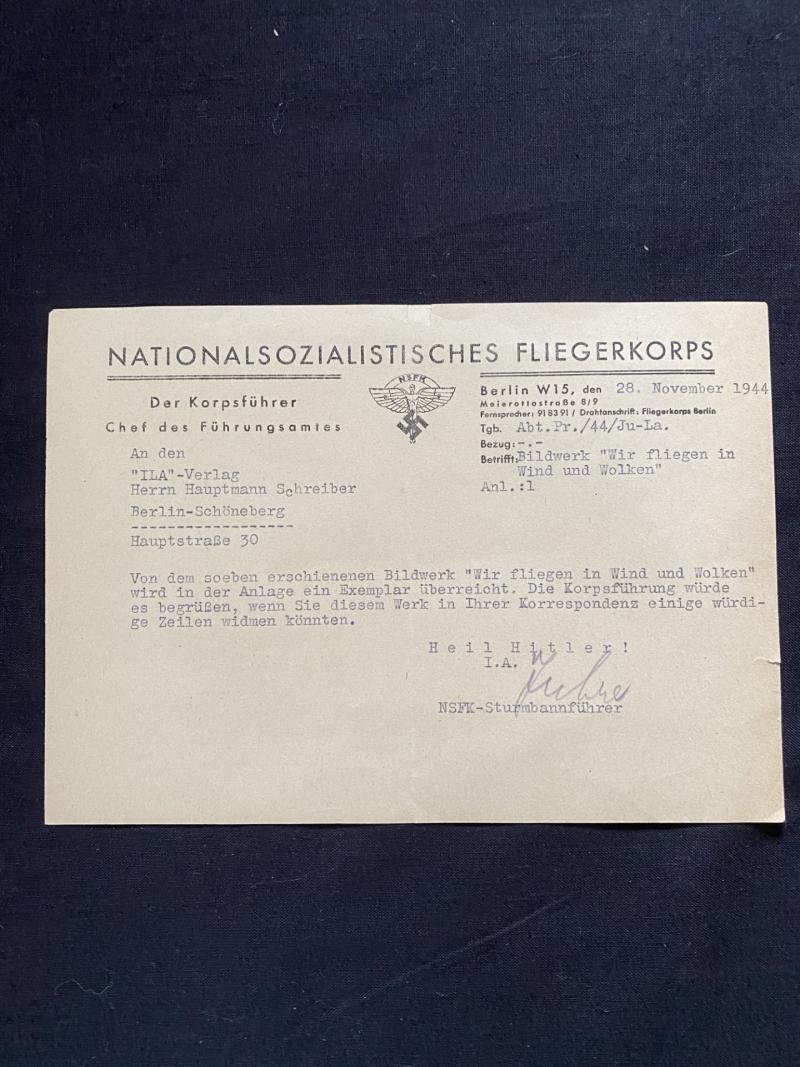 NATIONALSOZIALISTISCHES FLIEGERKORPS
NSFK
Der Korpsführer
Chef des Führungsamtes
Berlin W15, den 28. November 1944
Meierottostraße 8/9
Fernsprecher: 91 83 91 / Drahtanschrift: Fliegerkorps Berlin
Tgb. Abt.Pr./44/Ju-La.
Bezug: -.-
Betrifft: Bildwerk "Wir fliegen in
Wind und Wolken"
Anl.:1
An den
"ILA"-Verlag
Herrn Hauptmann Schreiber
Berlin-Schöneberg
Hauptstraße 30
Von dem soeben erschienenen Bildwerk "Wir fliegen in Wind und Wolken"
wird in der Anlage ein Exemplar überreicht. Die Korpsführung würde
es begrüßen, wenn Sie diesem Werk in Ihrer Korrespondenz einige würdi-
ge Zeilen widmen könnten.
Heil Hitler!
I.A.
NSFK-Sturmbannführer